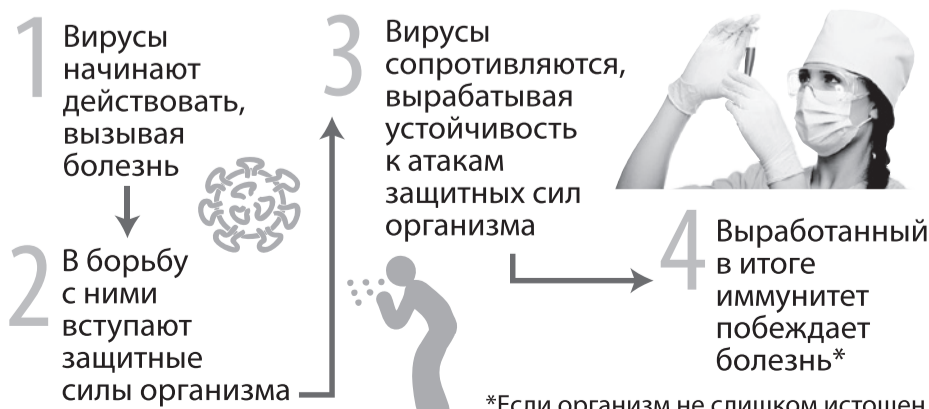 1
Вирусы
начинают
действовать,
вызывая
болезнь
2
В борьбу
с ними
вступают
защитные
силы организма
3
Вирусы
сопротивляются,
вырабатывая
устойчивость
к атакам
защитных сил
организма
4
Выработанный
в итоге
иммунитет
побеждает
болезнь*
*Если организм не слишком истощен